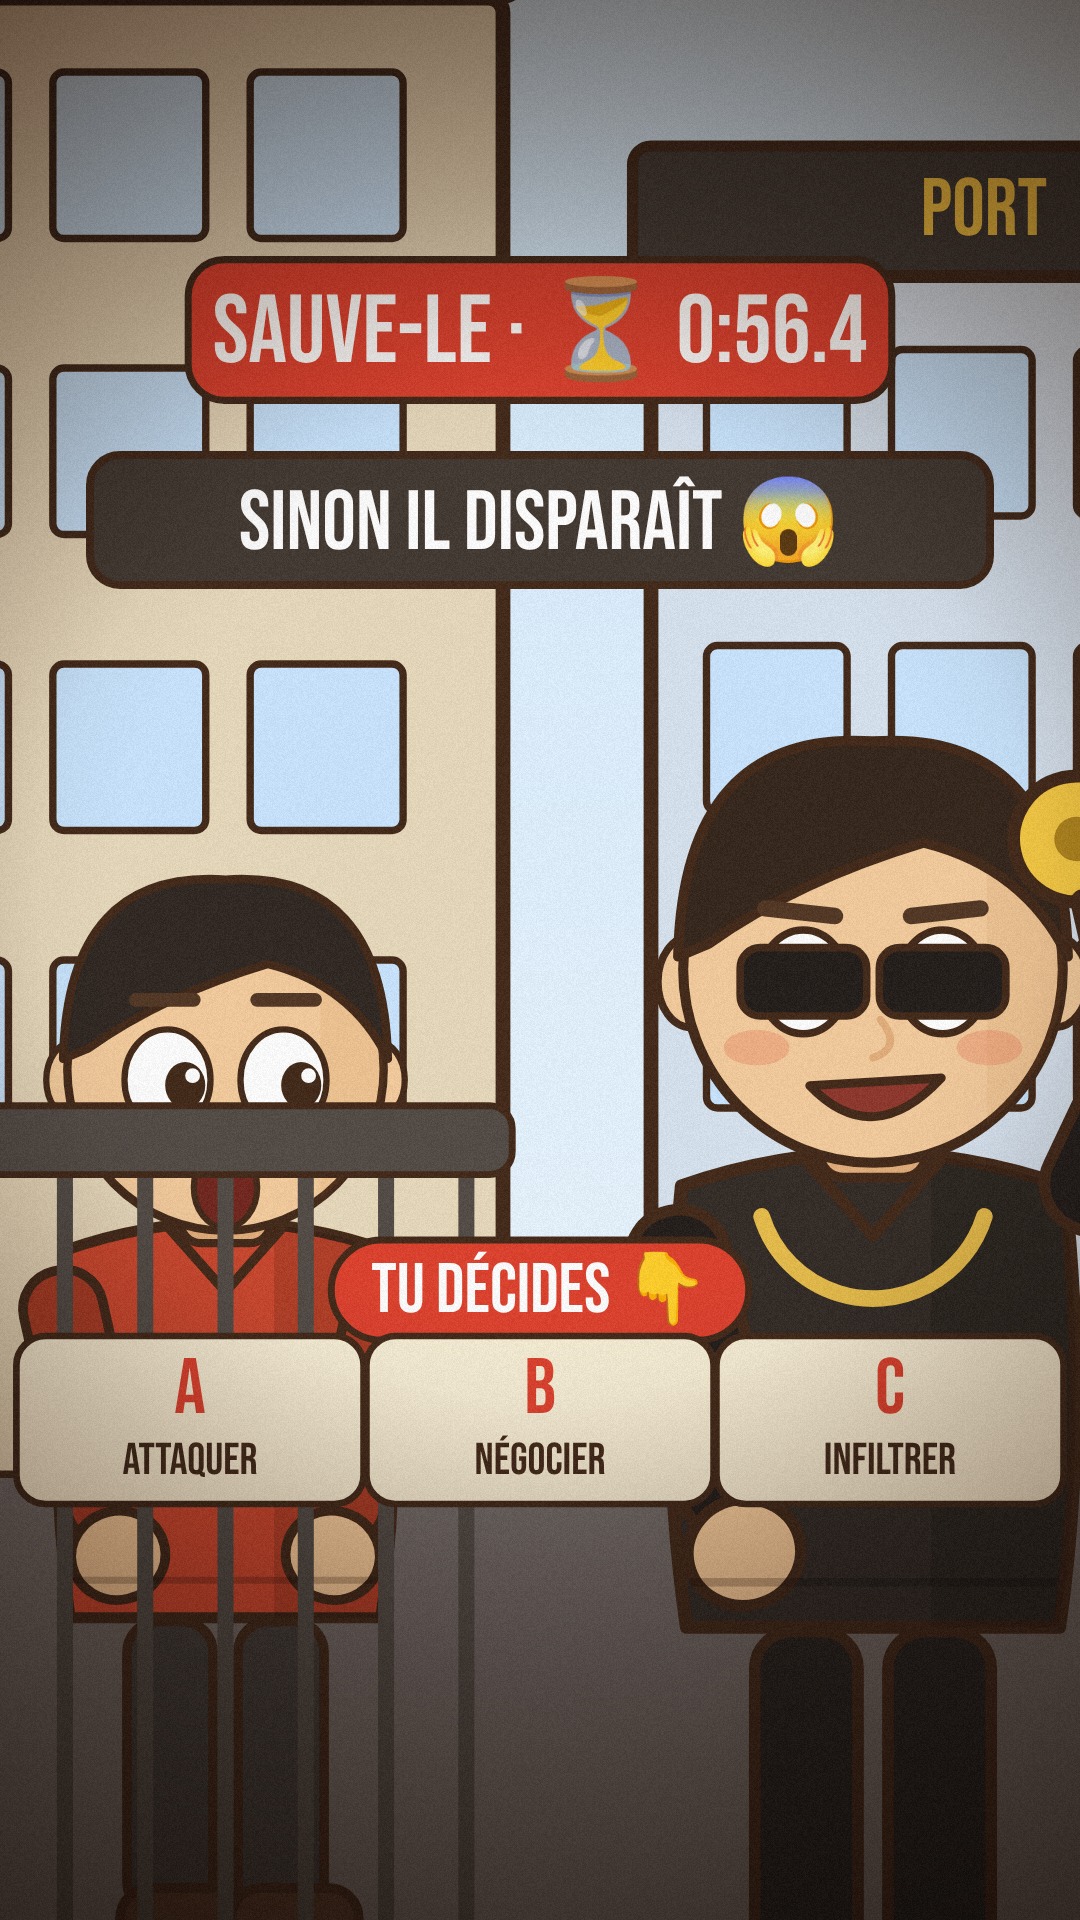 PORT
SAUVE-LE · ⏳ 0:56.4
SINON IL DISPARAÎT 😱
TU DÉCIDES 👇
A
ATTAQUER
B
NÉGOCIER
C
INFILTRER